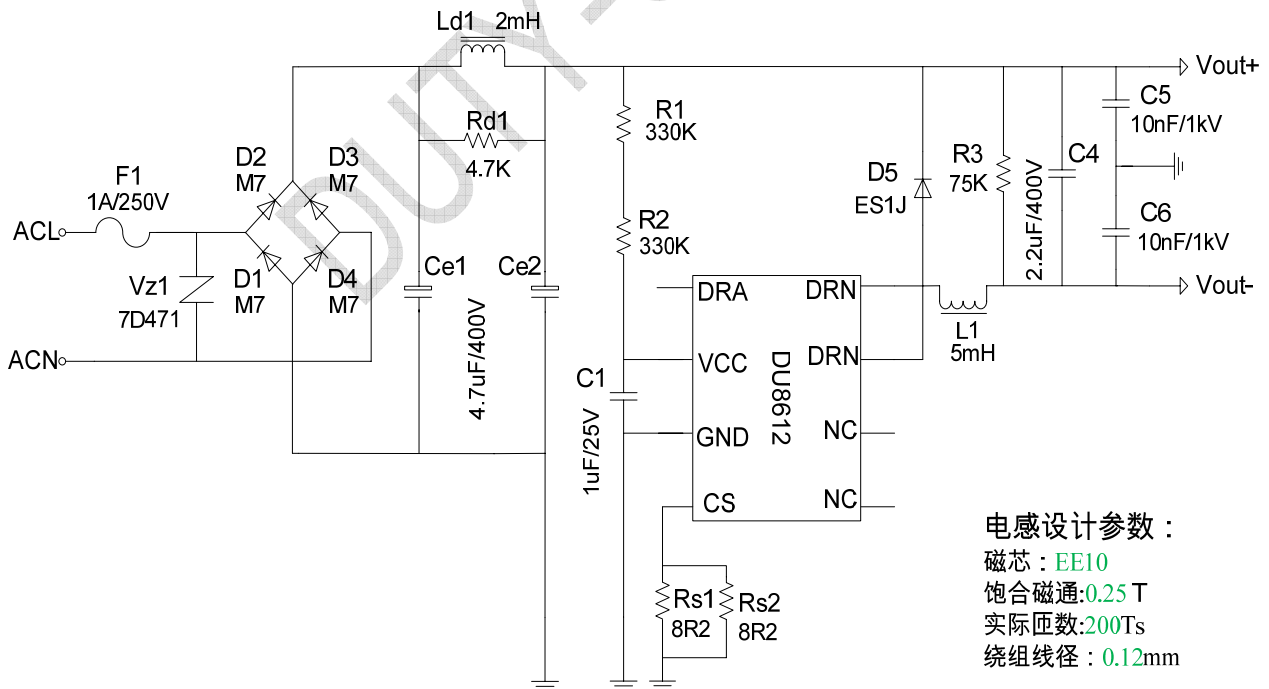 DUTY-
Ld1 2mH
Vout+
C5
10nF/1kV
R1
330K
Rd1
4.7K
D2
M7
D3
M7
F1
1A/250V
D5
ES1J
R3
75K
C4
2.2uF/400V
R2
330K
C6
10nF/1kV
ACL
Vz1
7D471
D1
M7
D4
M7
Ce1
Ce2
4.7uF/400V
DRA
DRN
Vout-
L1
5mH
ACN
C1
1uF/25V
VCC
DRN
DU8612
GND
NC
CS
NC
Rs1
8R2
Rs2
8R2
电感设计参数：
磁芯：EE10
饱合磁通:0.25 T
实际匝数:200Ts
绕组线径：0.12mm